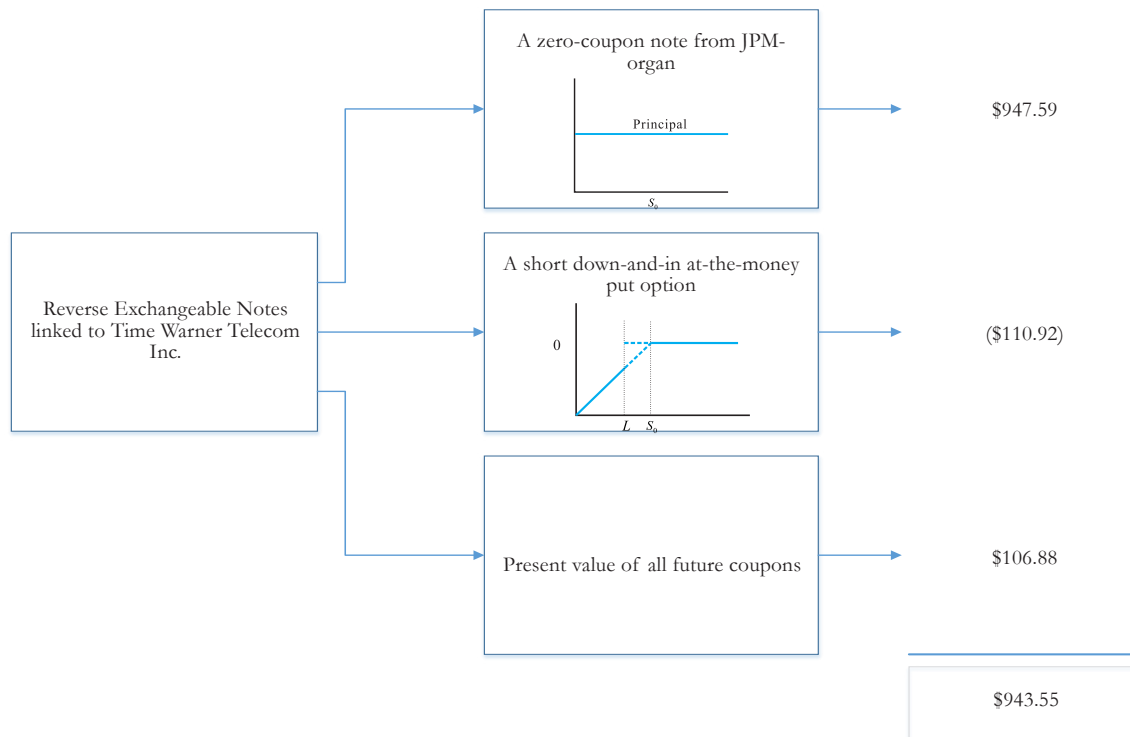 A zero-coupon note from JPM-
organ
Principal
S₀
$947.59
Reverse Exchangeable Notes
linked to Time Warner Telecom
Inc.
A short down-and-in at-the-money
put option
0
L S₀
($110.92)
Present value of all future coupons
$106.88
$943.55